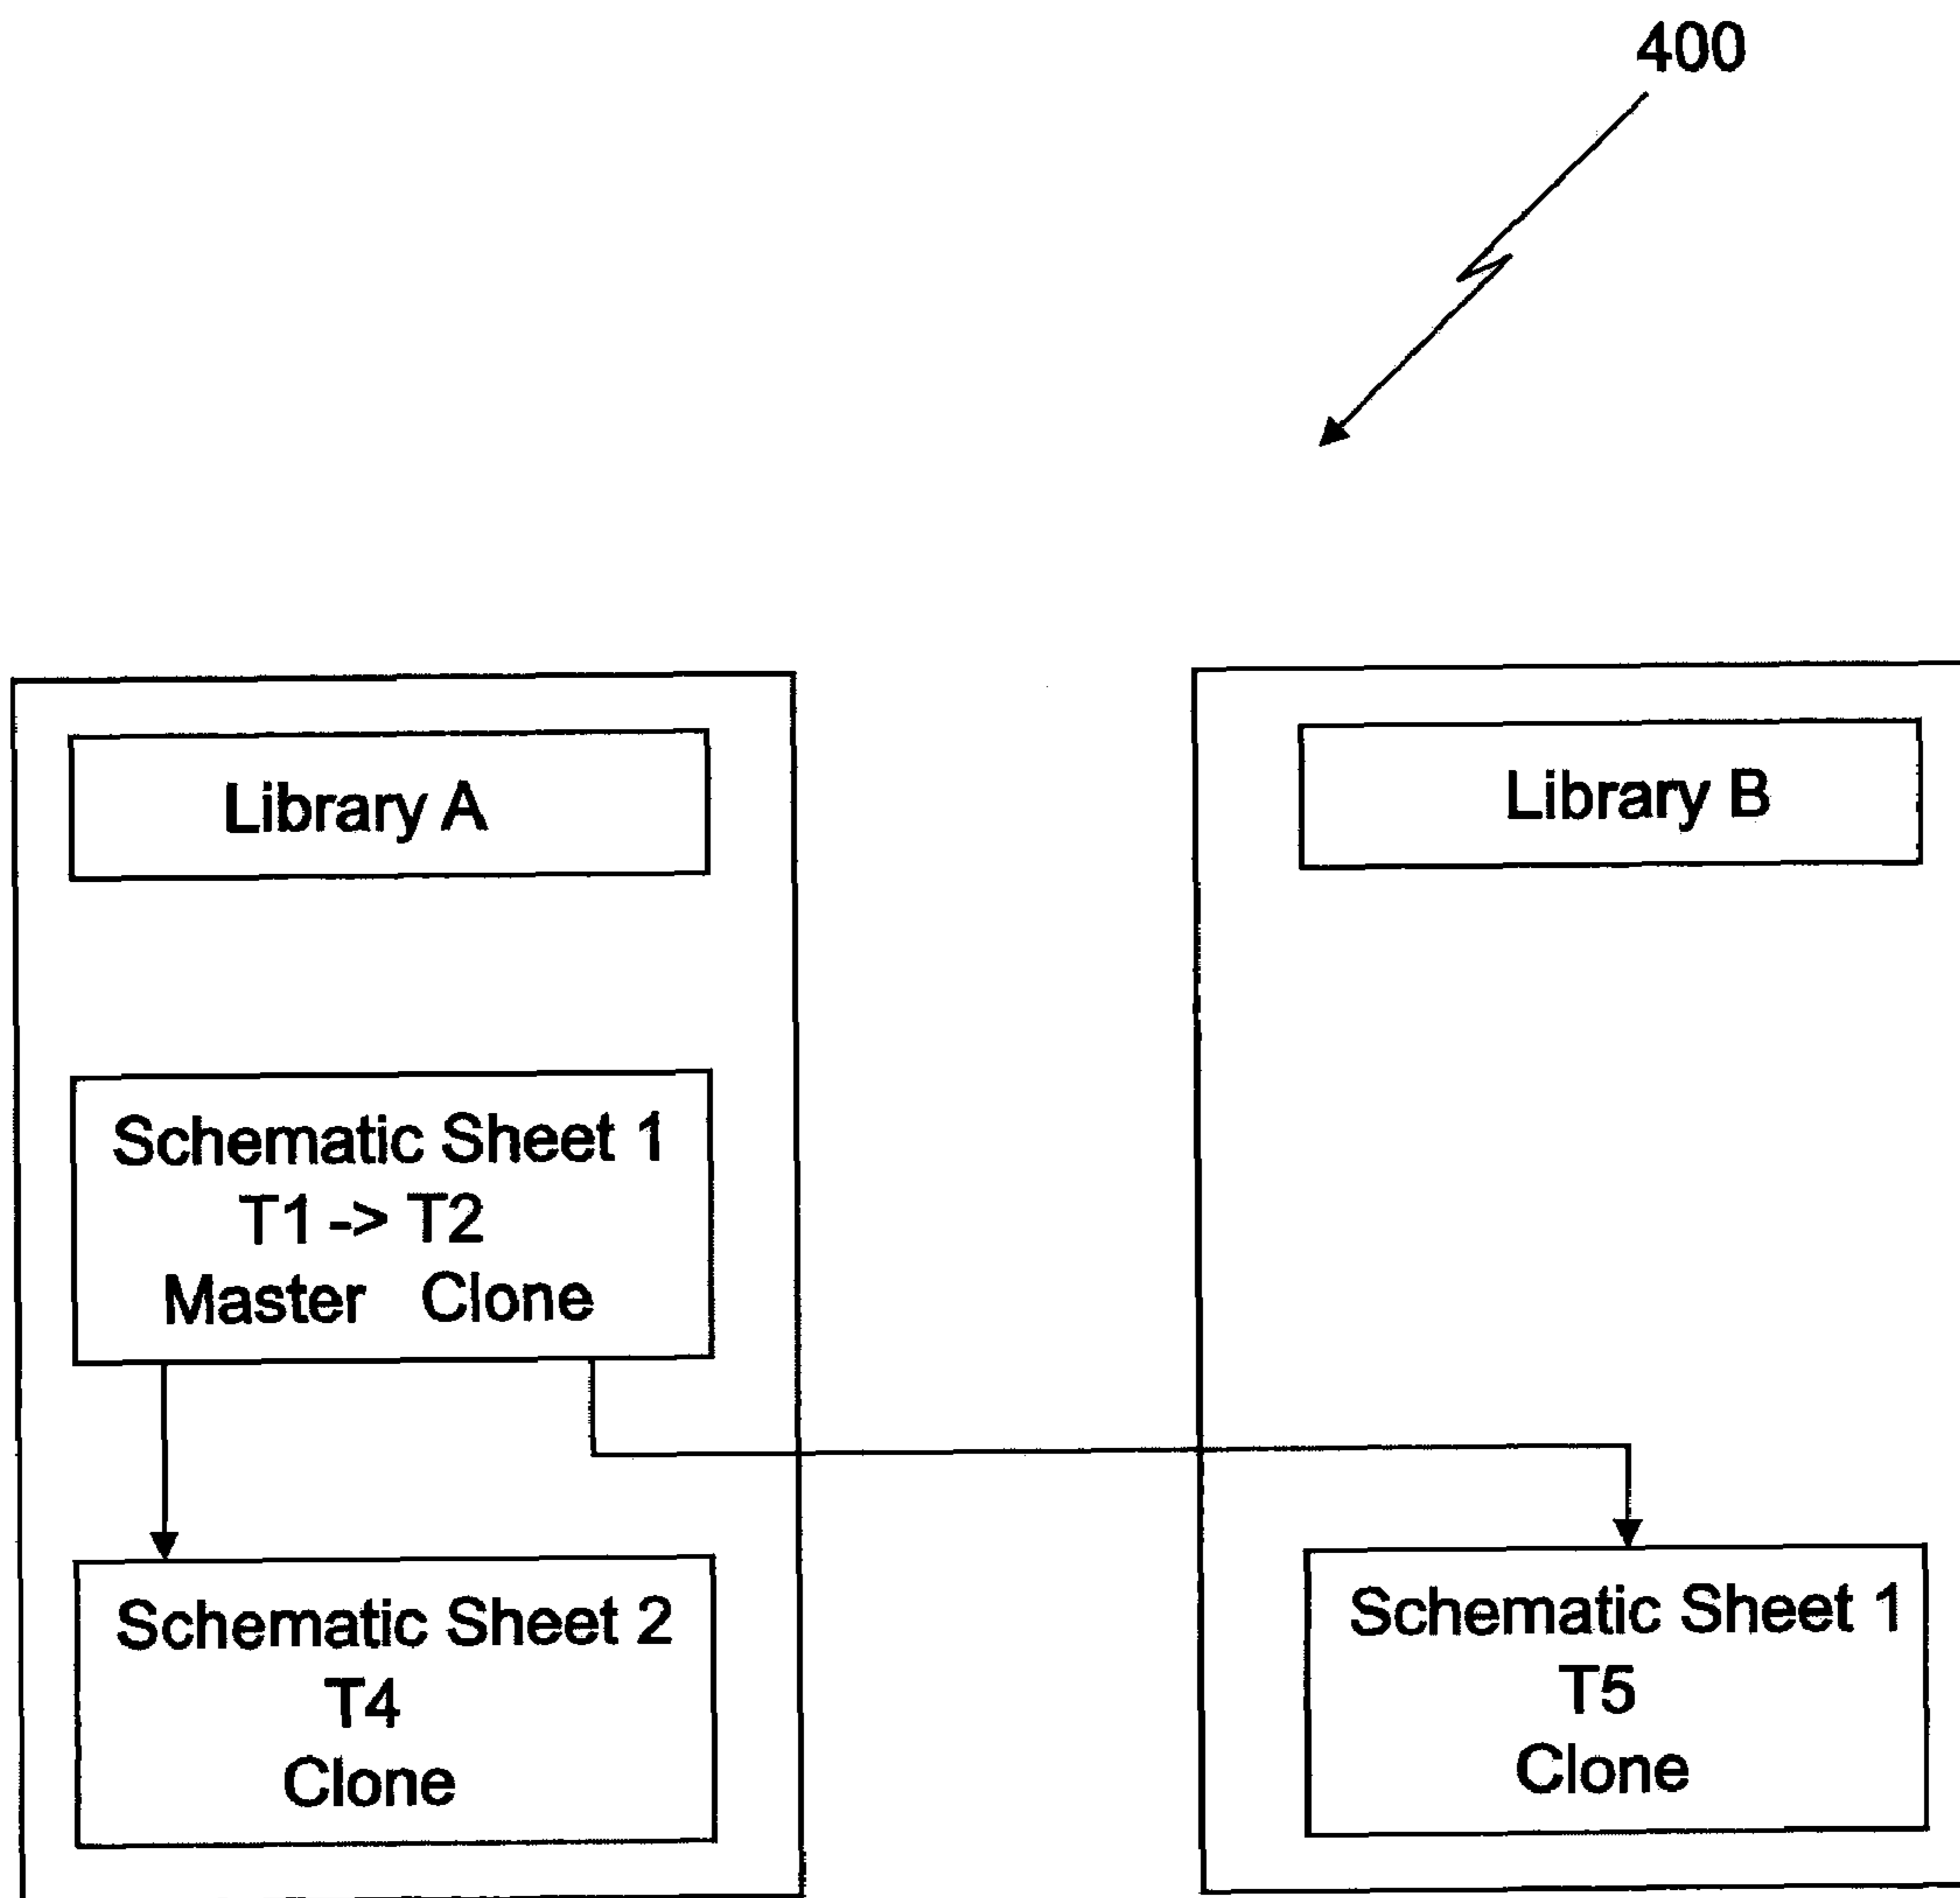 400
Library A
Schematic Sheet 1
T1 -> T2
Master Clone
Schematic Sheet 2
T4
Clone
Library B
Schematic Sheet 1
T5
Clone